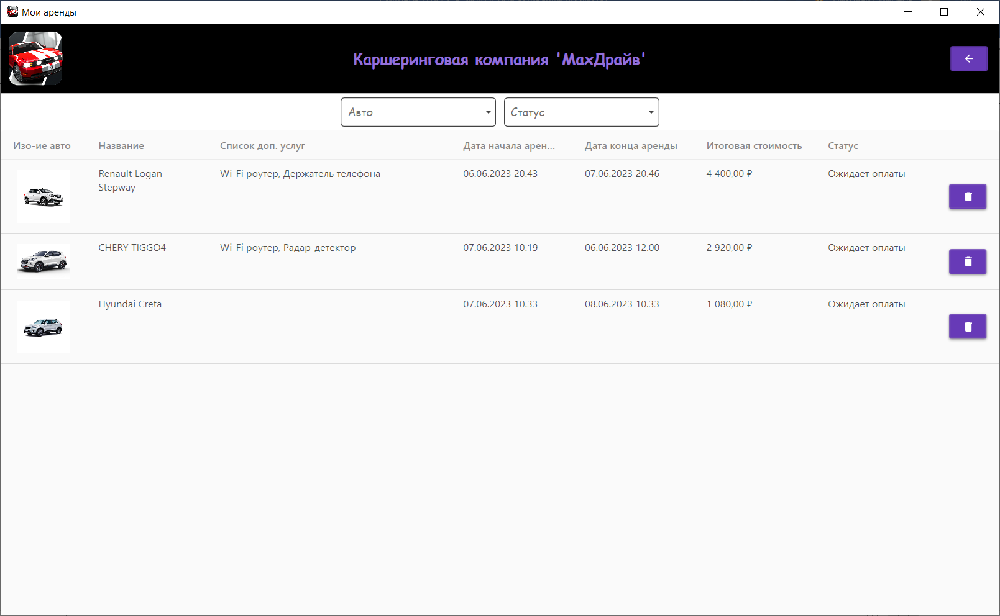 Мои аренды
Каршеринговая компания 'МахДрайв'
Авто
Статус
Изо-ие авто Название Список доп. услуг Дата начала арен... Дата конца аренды Итоговая стоимость Статус
Renault Logan Wi-Fi роутер, Держатель телефона 06.06.2023 20.43 07.06.2023 20.46 4 400,00 ₽ Ожидает оплаты
Stepway
CHERY TIGGO4 Wi-Fi роутер, Радар-детектор 07.06.2023 10.19 06.06.2023 12.00 2 920,00 ₽ Ожидает оплаты
Hyundai Creta 07.06.2023 10.33 08.06.2023 10.33 1 080,00 ₽ Ожидает оплаты